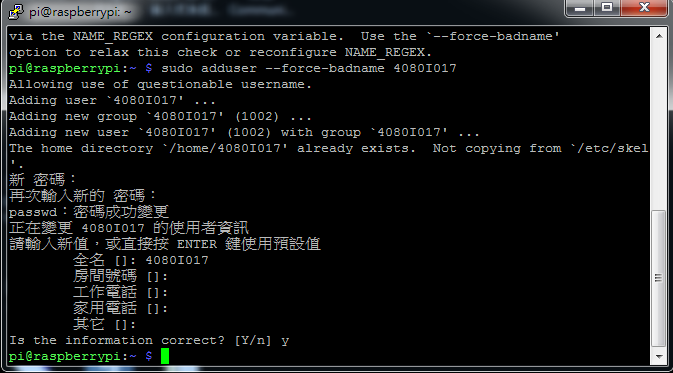 pi@raspberrypi: ~
via the NAME_REGEX configuration variable.  Use the `--force-badname'
option to relax this check or reconfigure NAME_REGEX.
pi@raspberrypi:~ $ sudo adduser --force-badname 4080I017
Allowing use of questionable username.
Adding user `4080I017' ...
Adding new group `4080I017' (1002) ...
Adding new user `4080I017' (1002) with group `4080I017' ...
The home directory `/home/4080I017' already exists.  Not copying from `/etc/skel
'.
新 密碼：
再次輸入新的 密碼：
passwd：密碼成功變更
正在變更 4080I017 的使用者資訊
請輸入新值，或直接按 ENTER 鍵使用預設值
全名 []: 4080I017
房間號碼 []:
工作電話 []:
家用電話 []:
其它 []:
Is the information correct? [Y/n] y
pi@raspberrypi:~ $